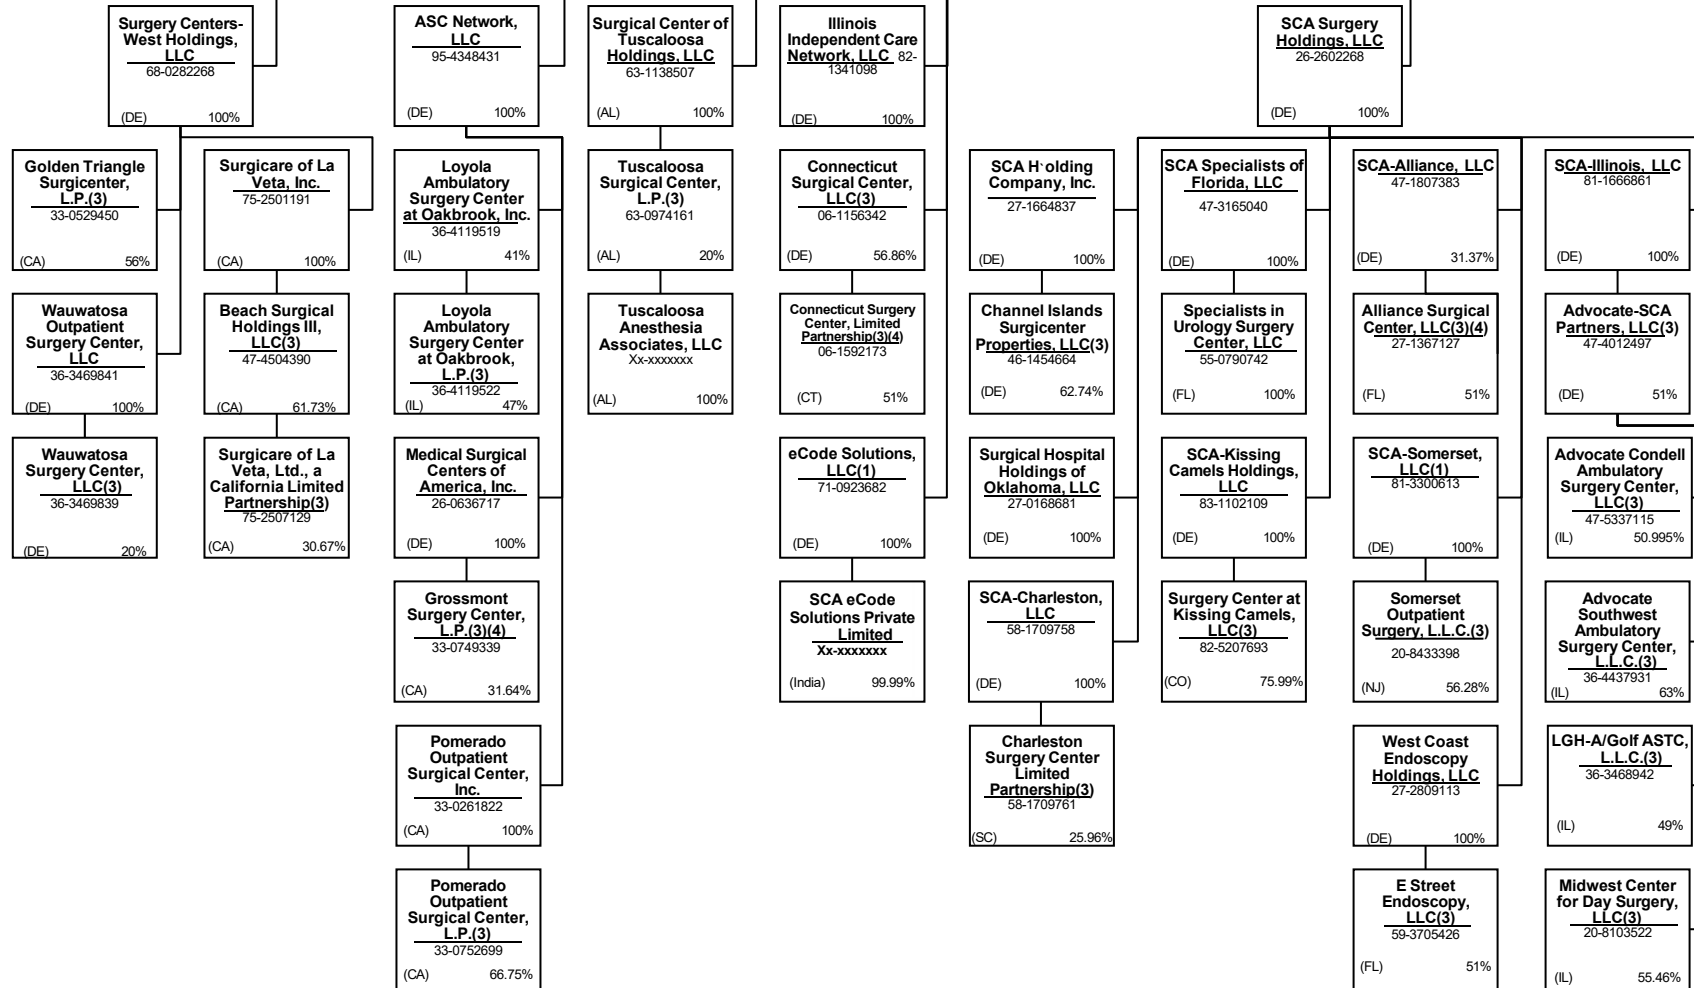 Surgery Centers-
West Holdings,
LLC
68-0282268
(DE) 100%
ASC Network,
LLC
95-4348431
(DE) 100%
Surgical Center of
Tuscaloosa
Holdings, LLC
63-1138507
(AL) 100%
Illinois
Independent Care
Network, LLC 82-
1341098
(DE) 100%
SCA Surgery
Holdings, LLC
26-2602268
(DE) 100%
Golden Triangle
Surgicenter,
L.P.(3)
33-0529450
(CA) 56%
Surgicare of La
Veta, Inc.
75-2501191
(CA) 100%
Loyola
Ambulatory
Surgery Center
at Oakbrook, Inc.
36-4119519
(IL) 41%
Tuscaloosa
Surgical Center,
L.P.(3)
63-0974161
(AL) 20%
Connecticut
Surgical Center,
LLC(3)
06-1156342
(DE) 56.86%
SCA H`olding
Company, Inc.
27-1664837
(DE) 100%
SCA Specialists of
Florida, LLC
47-3165040
(DE) 100%
SCA-Alliance, LLC
47-1807383
(DE) 31.37%
SCA-Illinois, LLC
81-1666861
(DE) 100%
Wauwatosa
Outpatient
Surgery Center,
LLC
36-3469841
(DE) 100%
Beach Surgical
Holdings III,
LLC(3)
47-4504390
(CA) 61.73%
Loyola
Ambulatory
Surgery Center
at Oakbrook,
L.P.(3)
36-4119522
(IL) 47%
Tuscaloosa
Anesthesia
Associates, LLC
Xx-xxxxxxx
(AL) 100%
Connecticut Surgery
Center, Limited
Partnership(3)(4)
06-1592173
(CT) 51%
Channel Islands
Surgicenter
Properties, LLC(3)
46-1454664
(DE) 62.74%
Specialists in
Urology Surgery
Center, LLC
55-0790742
(FL) 100%
Alliance Surgical
Center, LLC(3)(4)
27-1367127
(FL) 51%
Advocate-SCA
Partners, LLC(3)
47-4012497
(DE) 51%
Wauwatosa
Surgery Center,
LLC(3)
36-3469839
(DE) 20%
Surgicare of La
Veta, Ltd., a
California Limited
Partnership(3)
75-2507129
(CA) 30.67%
Medical Surgical
Centers of
America, Inc.
26-0636717
(DE) 100%
eCode Solutions,
LLC(1)
71-0923682
(DE) 100%
Surgical Hospital
Holdings of
Oklahoma, LLC
27-0168681
(DE) 100%
SCA-Kissing
Camels Holdings,
LLC
83-1102109
(DE) 100%
SCA-Somerset,
LLC(1)
81-3300613
(DE) 100%
Advocate Condell
Ambulatory
Surgery Center,
LLC(3)
47-5337115
(IL) 50.995%
Grossmont
Surgery Center,
L.P.(3)(4)
33-0749339
(CA) 31.64%
SCA eCode
Solutions Private
Limited
Xx-xxxxxxx
(India) 99.99%
SCA-Charleston,
LLC
58-1709758
(DE) 100%
Surgery Center at
Kissing Camels,
LLC(3)
82-5207693
(CO) 75.99%
Somerset
Outpatient
Surgery, L.L.C.(3)
20-8433398
(NJ) 56.28%
Advocate
Southwest
Ambulatory
Surgery Center,
L.L.C.(3)
36-4437931
(IL) 63%
Pomerado
Outpatient
Surgical Center,
Inc.
33-0261822
(CA) 100%
Charleston
Surgery Center
Limited
Partnership(3)
58-1709761
(SC) 25.96%
West Coast
Endoscopy
Holdings, LLC
27-2809113
(DE) 100%
LGH-A/Golf ASTC,
L.L.C.(3)
36-3468942
(IL) 49%
Pomerado
Outpatient
Surgical Center,
L.P.(3)
33-0752699
(CA) 66.75%
E Street
Endoscopy,
LLC(3)
59-3705426
(FL) 51%
Midwest Center
for Day Surgery,
LLC(3)
20-8103522
(IL) 55.46%